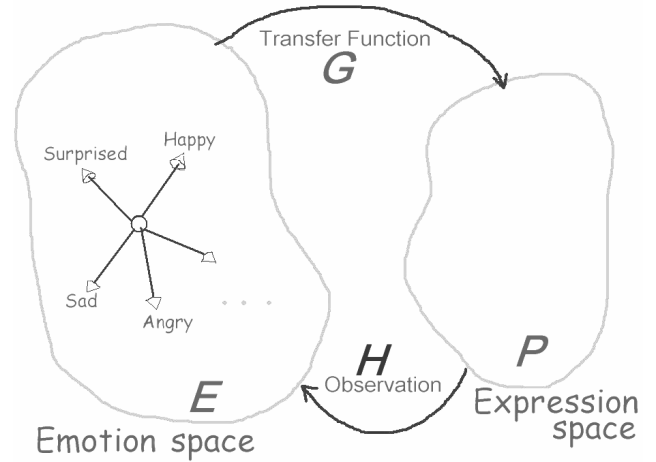 Transfer Function
G
Happy
Surprised
Sad
Angry
. . .
H
Observation
P
E
Expression
space
Emotion space